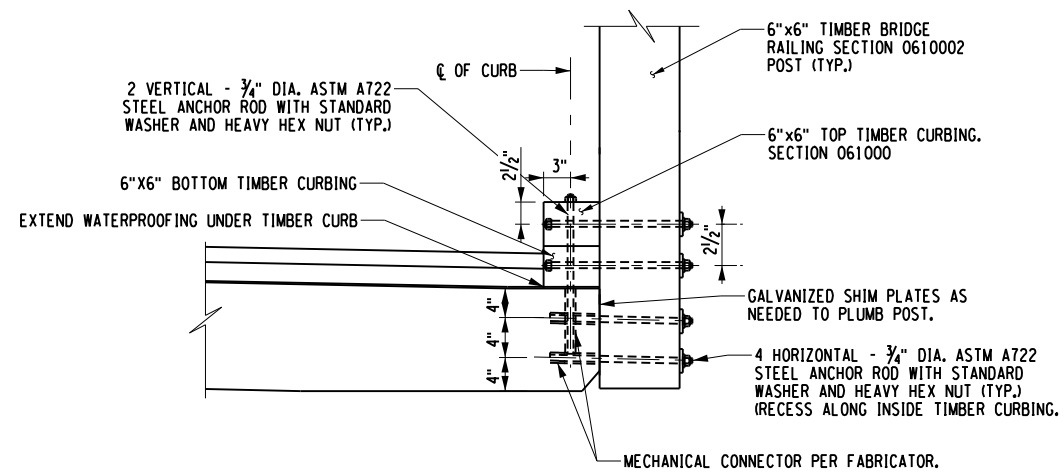 6"x6" TIMBER BRIDGE
RAILING SECTION 0610002
POST (TYP.)
℄ OF CURB
2 VERTICAL - ¾" DIA. ASTM A722
STEEL ANCHOR ROD WITH STANDARD
WASHER AND HEAVY HEX NUT (TYP.)
6"x6" TOP TIMBER CURBING.
SECTION 061000
2½"
3"
6"X6" BOTTOM TIMBER CURBING
EXTEND WATERPROOFING UNDER TIMBER CURB
2½"
4"
4"
4"
GALVANIZED SHIM PLATES AS
NEEDED TO PLUMB POST.
4 HORIZONTAL - ¾" DIA. ASTM A722
STEEL ANCHOR ROD WITH STANDARD
WASHER AND HEAVY HEX NUT (TYP.)
(RECESS ALONG INSIDE TIMBER CURBING.
MECHANICAL CONNECTOR PER FABRICATOR.